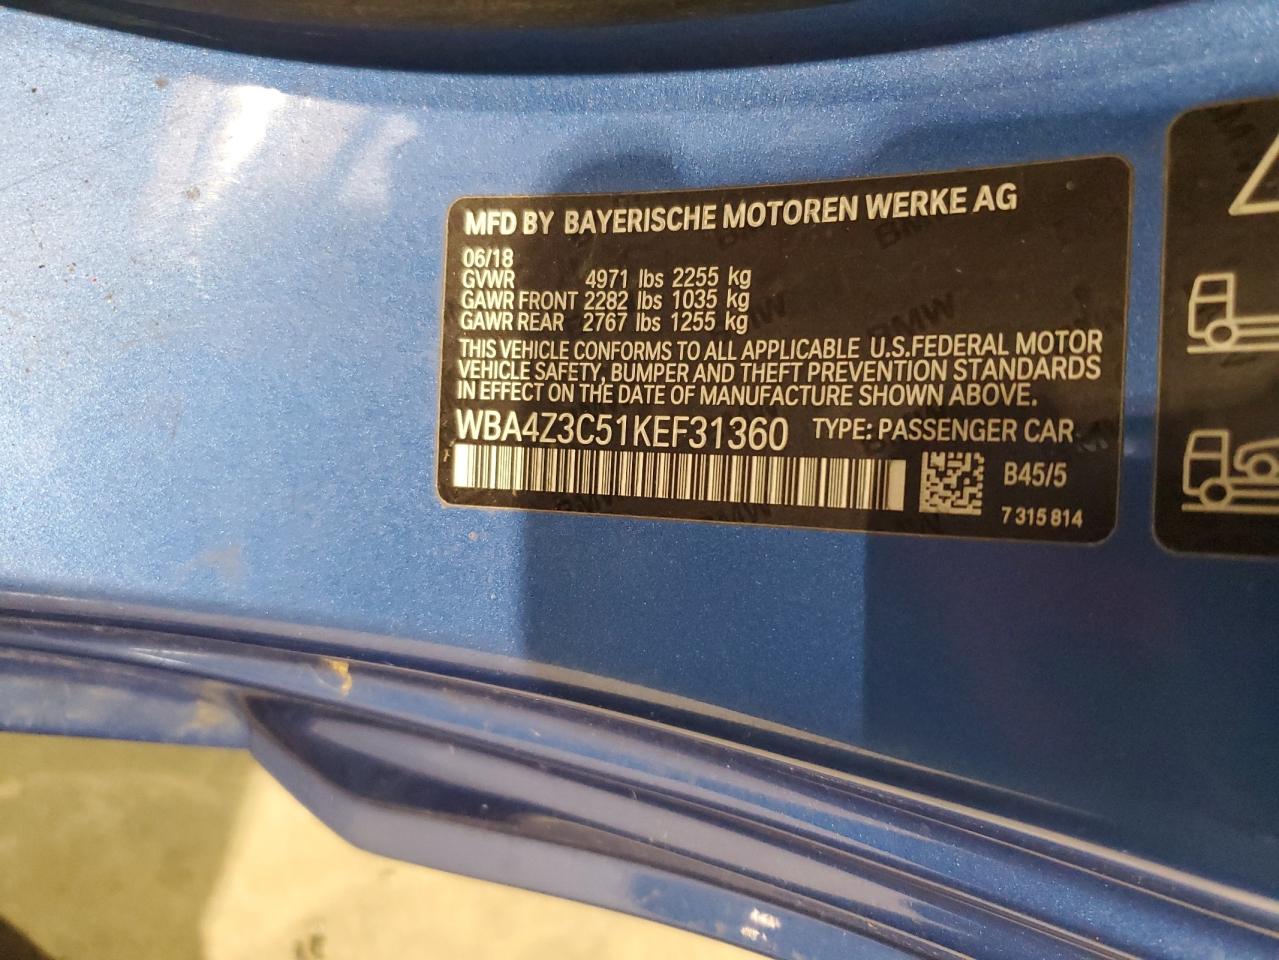 MFD BY BAYERISCHE MOTOREN WERKE AG
06/18
GVWR 4971 lbs 2255 kg
GAWR FRONT 2282 lbs 1035 kg
GAWR REAR 2767 lbs 1255 kg
THIS VEHICLE CONFORMS TO ALL APPLICABLE U.S.FEDERAL MOTOR
VEHICLE SAFETY, BUMPER AND THEFT PREVENTION STANDARDS
IN EFFECT ON THE DATE OF MANUFACTURE SHOWN ABOVE.
WBA4Z3C51KEF31360 TYPE: PASSENGER CAR
B45/5
7 315 814